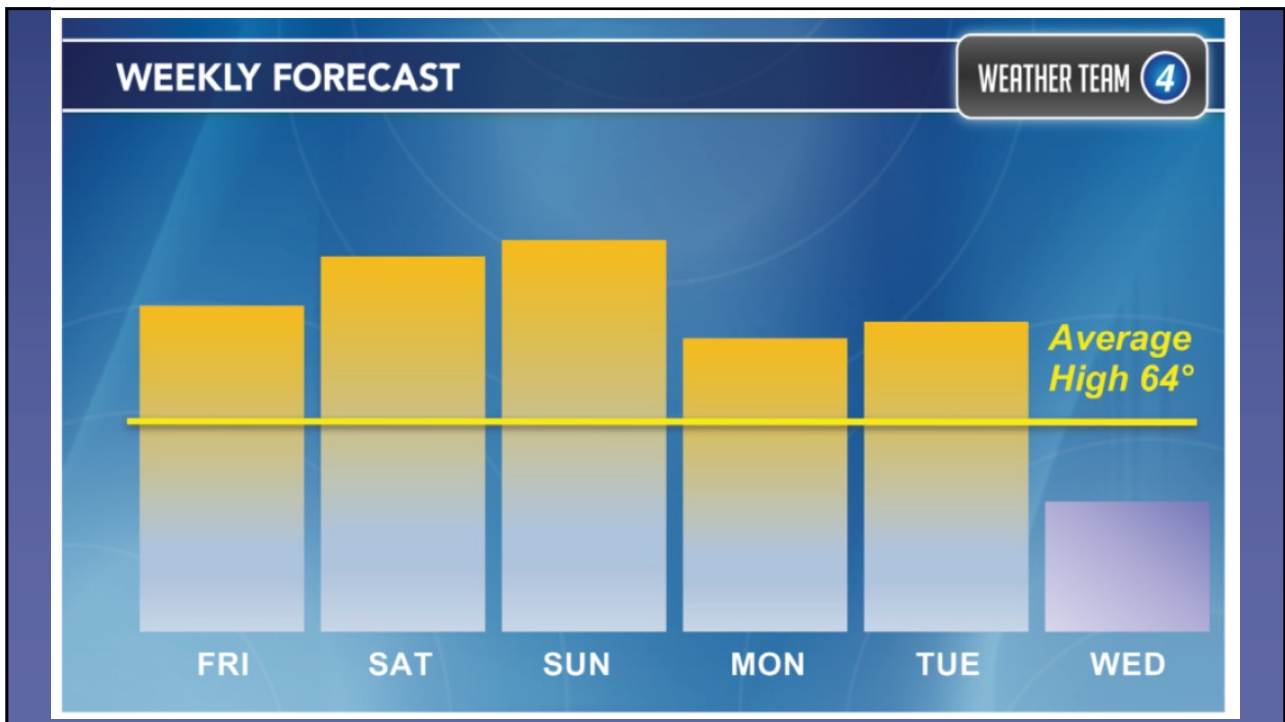 WEEKLY FORECAST
WEATHER TEAM 4
Average
High 64°
FRI SAT SUN MON TUE WED